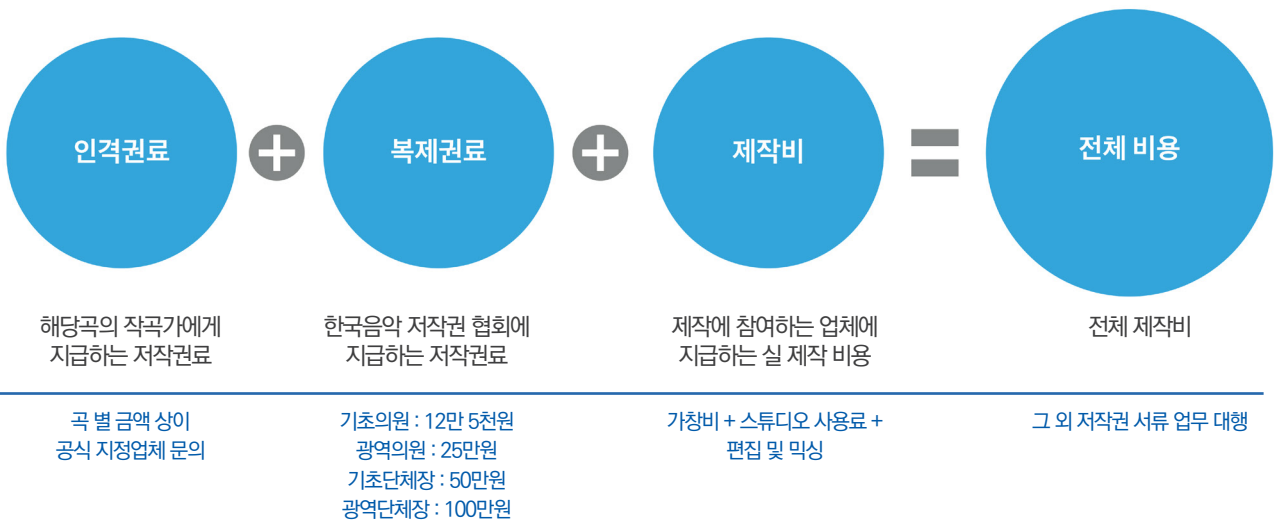 인격권료
복제권료
제작비
전체 비용
해당곡의 작곡가에게
지급하는 저작권료
한국음악 저작권 협회에
지급하는 저작권료
제작에 참여하는 업체에
지급하는 실 제작 비용
전체 제작비
곡 별 금액 상이
공식 지정업체 문의
기초의원 : 12만 5천원
광역의원 : 25만원
기초단체장 : 50만원
광역단체장 : 100만원
가창비 + 스튜디오 사용료 +
편집 및 믹싱
그 외 저작권 서류 업무 대행